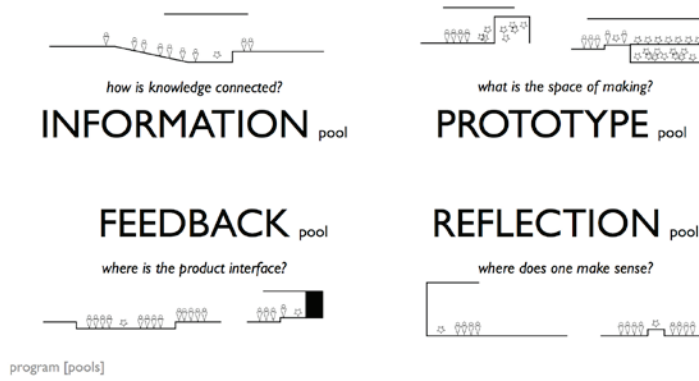 how is knowledge connected?
INFORMATION pool
what is the space of making?
PROTOTYPE pool
FEEDBACK pool
where is the product interface?
REFLECTION pool
where does one make sense?
program [pools]